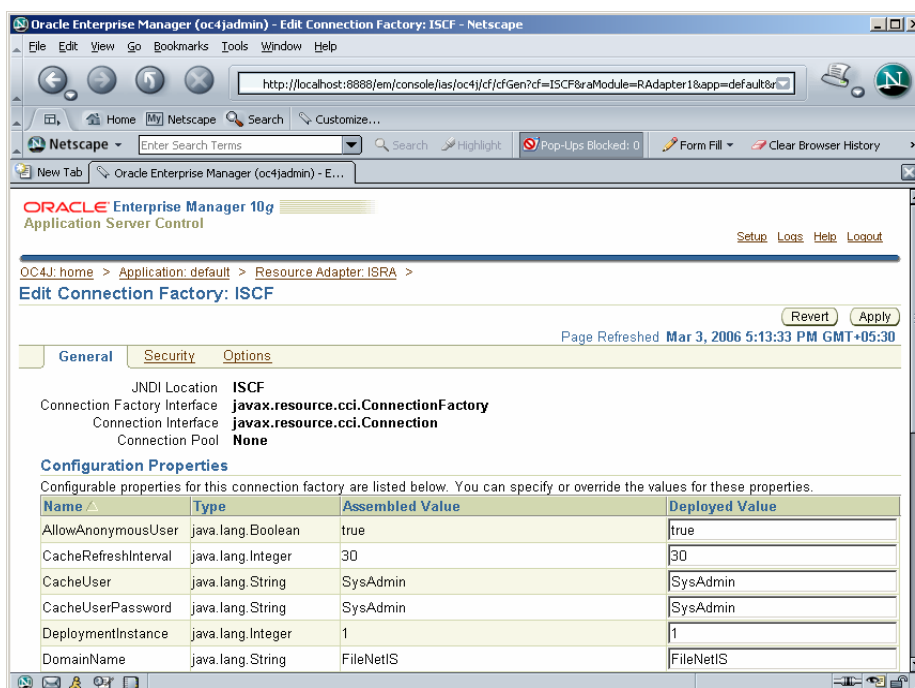 Oracle Enterprise Manager (oc4jadmin) - Edit Connection Factory: ISCF - Netscape
File Edit View Go Bookmarks Tools Window Help
http://localhost:8888/em/console/ias/oc4j/cf/cfGen?cf=ISCF&raModule=RAdapter1&app=default&r
Home My Netscape Search Customize...
Netscape Enter Search Terms Search Highlight Pop-Ups Blocked: 0 Form Fill Clear Browser History
New Tab Oracle Enterprise Manager (oc4jadmin) - E...
ORACLE Enterprise Manager 10g
Application Server Control
Setup Logs Help Logout
OC4J: home > Application: default > Resource Adapter: ISRA >
Edit Connection Factory: ISCF
Revert Apply
Page Refreshed Mar 3, 2006 5:13:33 PM GMT+05:30
General Security Options
JNDI Location ISCF
Connection Factory Interface javax.resource.cci.ConnectionFactory
Connection Interface javax.resource.cci.Connection
Connection Pool None
Configuration Properties
Configurable properties for this connection factory are listed below. You can specify or override the values for these properties.
Name Type Assembled Value Deployed Value
AllowAnonymousUser java.lang.Boolean true true
CacheRefreshInterval java.lang.Integer 30 30
CacheUser java.lang.String SysAdmin SysAdmin
CacheUserPassword java.lang.String SysAdmin SysAdmin
DeploymentInstance java.lang.Integer 1 1
DomainName java.lang.String FileNetIS FileNetIS